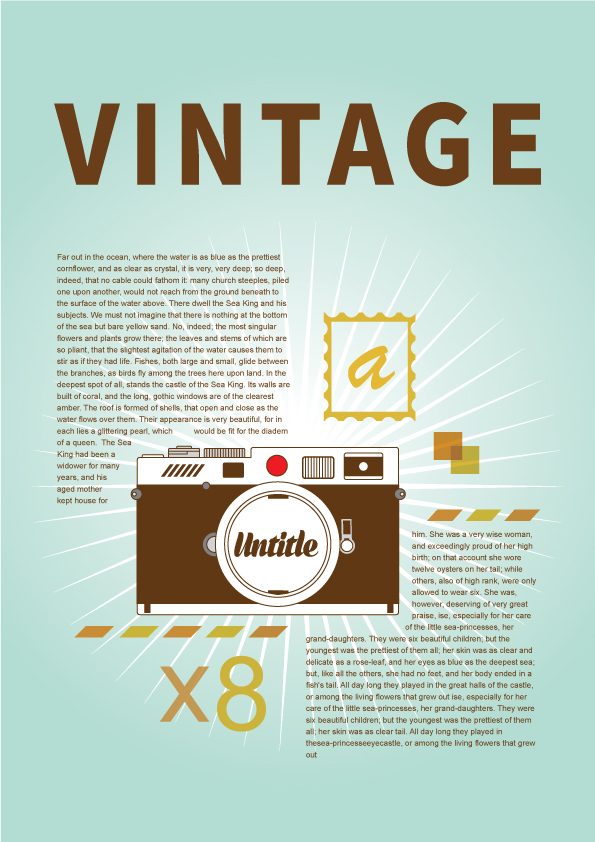 VINTAGE
Far out in the ocean, where the water is as blue as the prettiest
cornflower, and as clear as crystal, it is very, very deep; so deep,
indeed, that no cable could fathom it: many church steeples, piled
one upon another, would not reach from the ground beneath to
the surface of the water above. There dwell the Sea King and his
subjects. We must not imagine that there is nothing at the bottom
of the sea but bare yellow sand. No, indeed; the most singular
flowers and plants grow there; the leaves and stems of which are
so pliant, that the slightest agitation of the water causes them to
stir as if they had life. Fishes, both large and small, glide between
the branches, as birds fly among the trees here upon land. In the
deepest spot of all, stands the castle of the Sea King. Its walls are
built of coral, and the long, gothic windows are of the clearest
amber. The roof is formed of shells, that open and close as the
water flows over them. Their appearance is very beautiful, for in
each lies a glittering pearl, which would be fit for the diadem
of a queen. The Sea
King had been a
widower for many
years, and his
aged mother
kept house for
a
Untitle
him. She was a very wise woman,
and exceedingly proud of her high
birth; on that account she wore
twelve oysters on her tail; while
others, also of high rank, were only
allowed to wear six. She was,
however, deserving of very great
praise, ise, especially for her care
of the little sea-princesses, her
grand-daughters. They were six beautiful children; but the
youngest was the prettiest of them all; her skin was as clear and
delicate as a rose-leaf, and her eyes as blue as the deepest sea;
but, like all the others, she had no feet, and her body ended in a
fish's tail. All day long they played in the great halls of the castle,
or among the living flowers that grew out ise, especially for her
care of the little sea-princesses, her grand-daughters. They were
six beautiful children; but the youngest was the prettiest of them
all; her skin was as clear tail. All day long they played in
thesea-princesseeyecastle, or among the living flowers that grew
out
x8